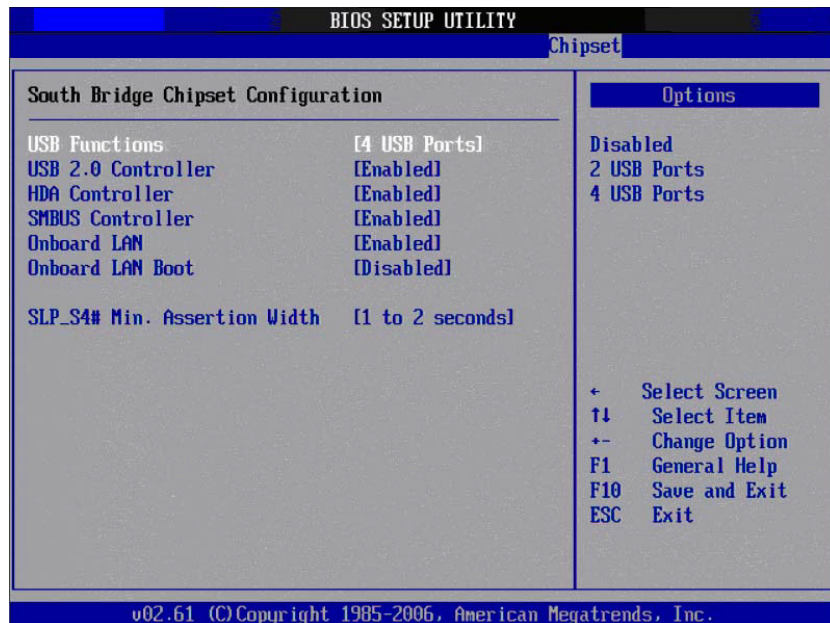 BIOS SETUP UTILITY
Chipset
South Bridge Chipset Configuration
USB Functions [4 USB Ports]
USB 2.0 Controller [Enabled]
HDA Controller [Enabled]
SMBUS Controller [Enabled]
Onboard LAN [Enabled]
Onboard LAN Boot [Disabled]
SLP_S4# Min. Assertion Width [1 to 2 seconds]
Options
Disabled
2 USB Ports
4 USB Ports
← Select Screen
↑↓ Select Item
+- Change Option
F1 General Help
F10 Save and Exit
ESC Exit
v02.61 (C)Copyright 1985-2006, American Megatrends, Inc.